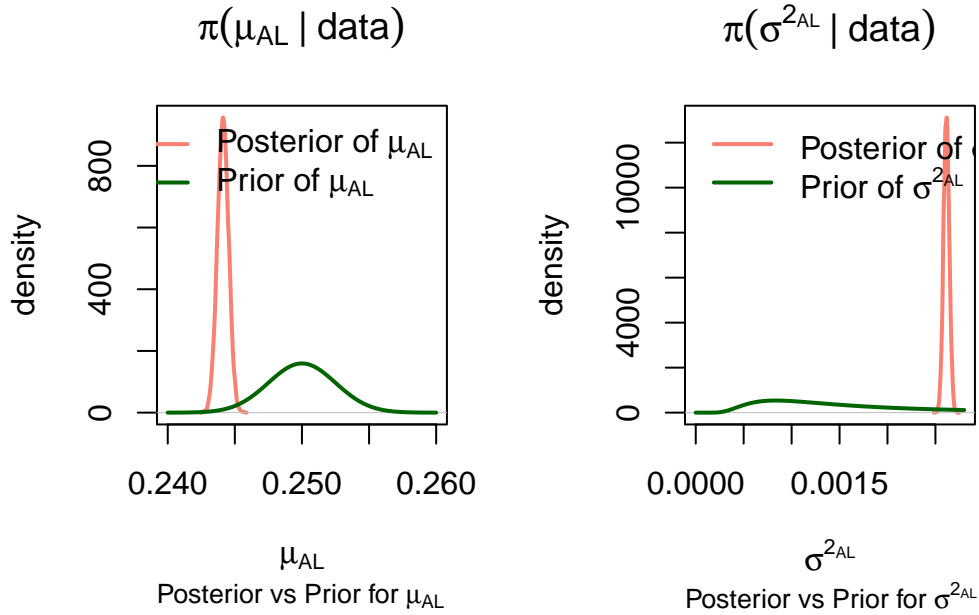 π(μAL | data)
density
0 400 800
0.240 0.250 0.260
Posterior of μAL
Prior of μAL
μAL
Posterior vs Prior for μAL
π(σ²AL | data)
density
0 4000 10000
0.0000 0.0015
Posterior of
Prior of σ²AL
σ²AL
Posterior vs Prior for σ²AL